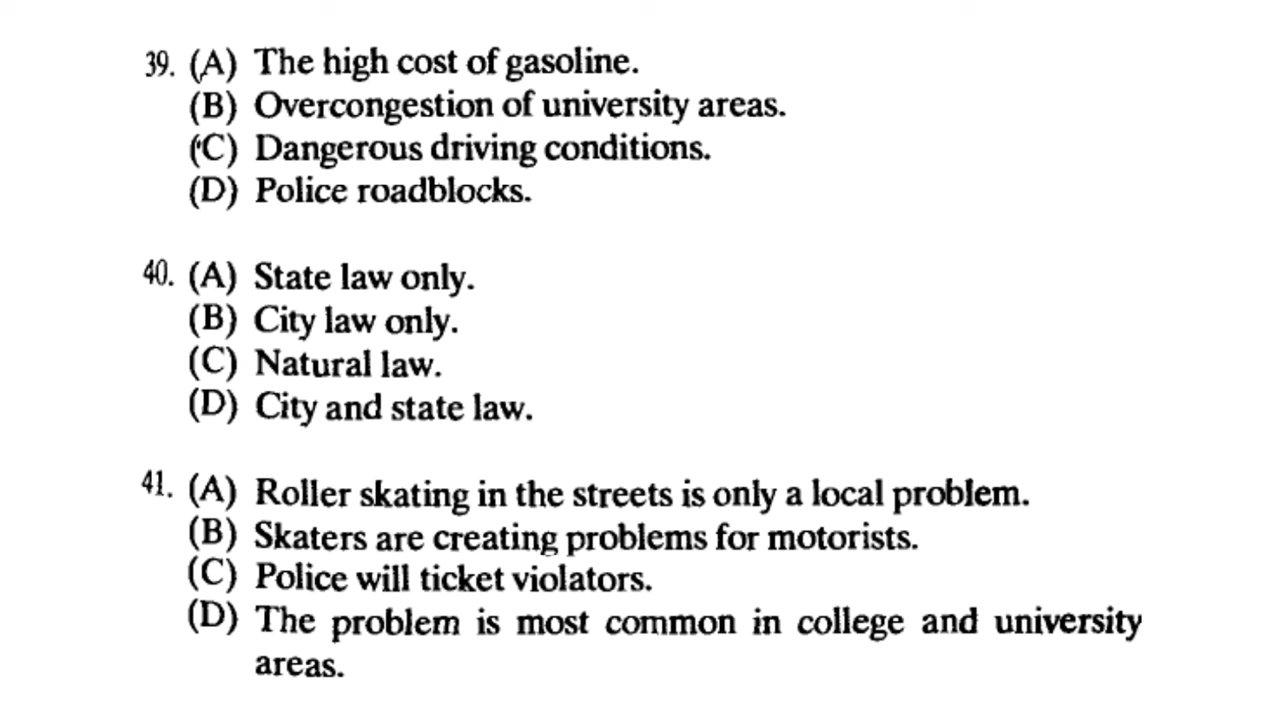 39. (A) The high cost of gasoline.
(B) Overcongestion of university areas.
(C) Dangerous driving conditions.
(D) Police roadblocks.
40. (A) State law only.
(B) City law only.
(C) Natural law.
(D) City and state law.
41. (A) Roller skating in the streets is only a local problem.
(B) Skaters are creating problems for motorists.
(C) Police will ticket violators.
(D) The problem is most common in college and university
areas.